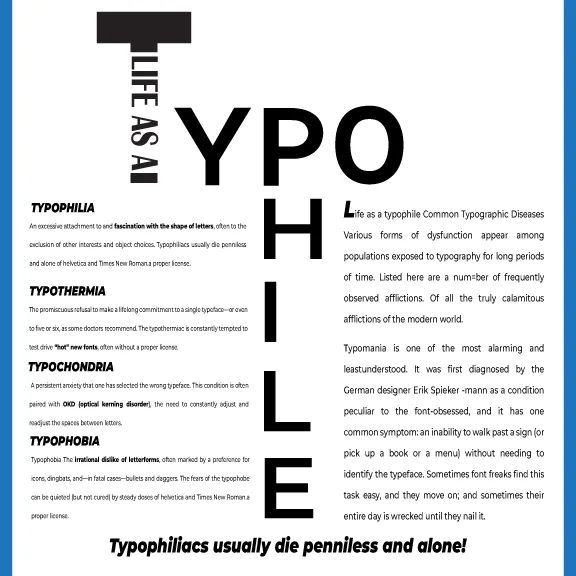 LIFE AS A
TYPO
PHILE
TYPOPHILIA
An excessive attachment to and fascination with the shape of letters, often to the
exclusion of other interests and object choices. Typophiliacs usually die penniless
and alone of helvetica and Times New Roman.a proper license.
TYPOTHERMIA
The promiscuous refusal to make a lifelong commitment to a single typeface—or even
to five or six, as some doctors recommend. The typothermiac is constantly tempted to
test drive "hot" new fonts, often without a proper license.
TYPOCHONDRIA
A persistent anxiety that one has selected the wrong typeface. This condition is often
paired with OKD (optical kerning disorder), the need to constantly adjust and
readjust the spaces between letters.
TYPOPHOBIA
Typophobia The irrational dislike of letterforms, often marked by a preference for
icons, dingbats, and—in fatal cases—bullets and daggers. The fears of the typophobe
can be quieted (but not cured) by steady doses of helvetica and Times New Roman.a
proper license.
Life as a typophile Common Typographic Diseases
Various forms of dysfunction appear among
populations exposed to typography for long periods
of time. Listed here are a num=ber of frequently
observed afflictions. Of all the truly calamitous
afflictions of the modern world.
Typomania is one of the most alarming and
leastunderstood. It was first diagnosed by the
German designer Erik Spieker -mann as a condition
peculiar to the font-obsessed, and it has one
common symptom: an inability to walk past a sign (or
pick up a book or a menu) without needing to
identify the typeface. Sometimes font freaks find this
task easy, and they move on; and sometimes their
entire day is wrecked until they nail it.
Typophiliacs usually die penniless and alone!